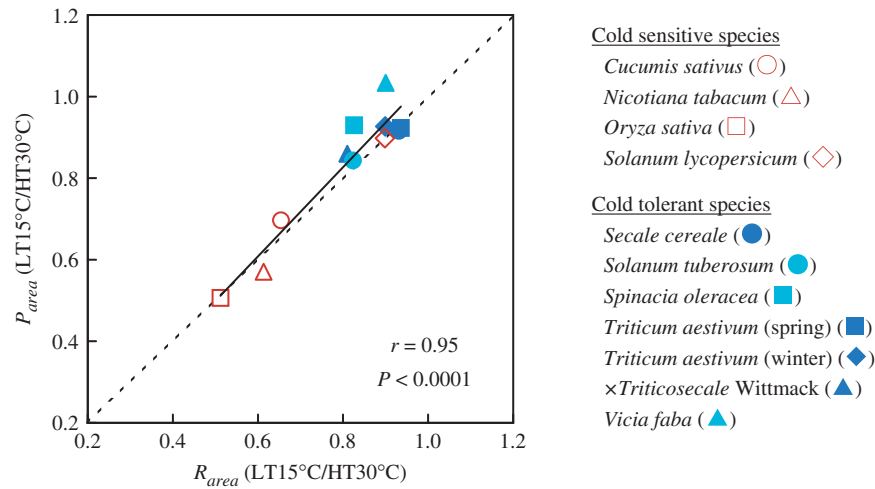 1.2
1.0
0.8
0.6
0.4
0.2
P_area (LT15°C/HT30°C)
r = 0.95
P < 0.0001
0.2 0.4 0.6 0.8 1.0 1.2
R_area (LT15°C/HT30°C)
Cold sensitive species
Cucumis sativus (○)
Nicotiana tabacum (△)
Oryza sativa (□)
Solanum lycopersicum (◇)
Cold tolerant species
Secale cereale (●)
Solanum tuberosum (●)
Spinacia oleracea (■)
Triticum aestivum (spring) (■)
Triticum aestivum (winter) (◆)
×Triticosecale Wittmack (▲)
Vicia faba (▲)